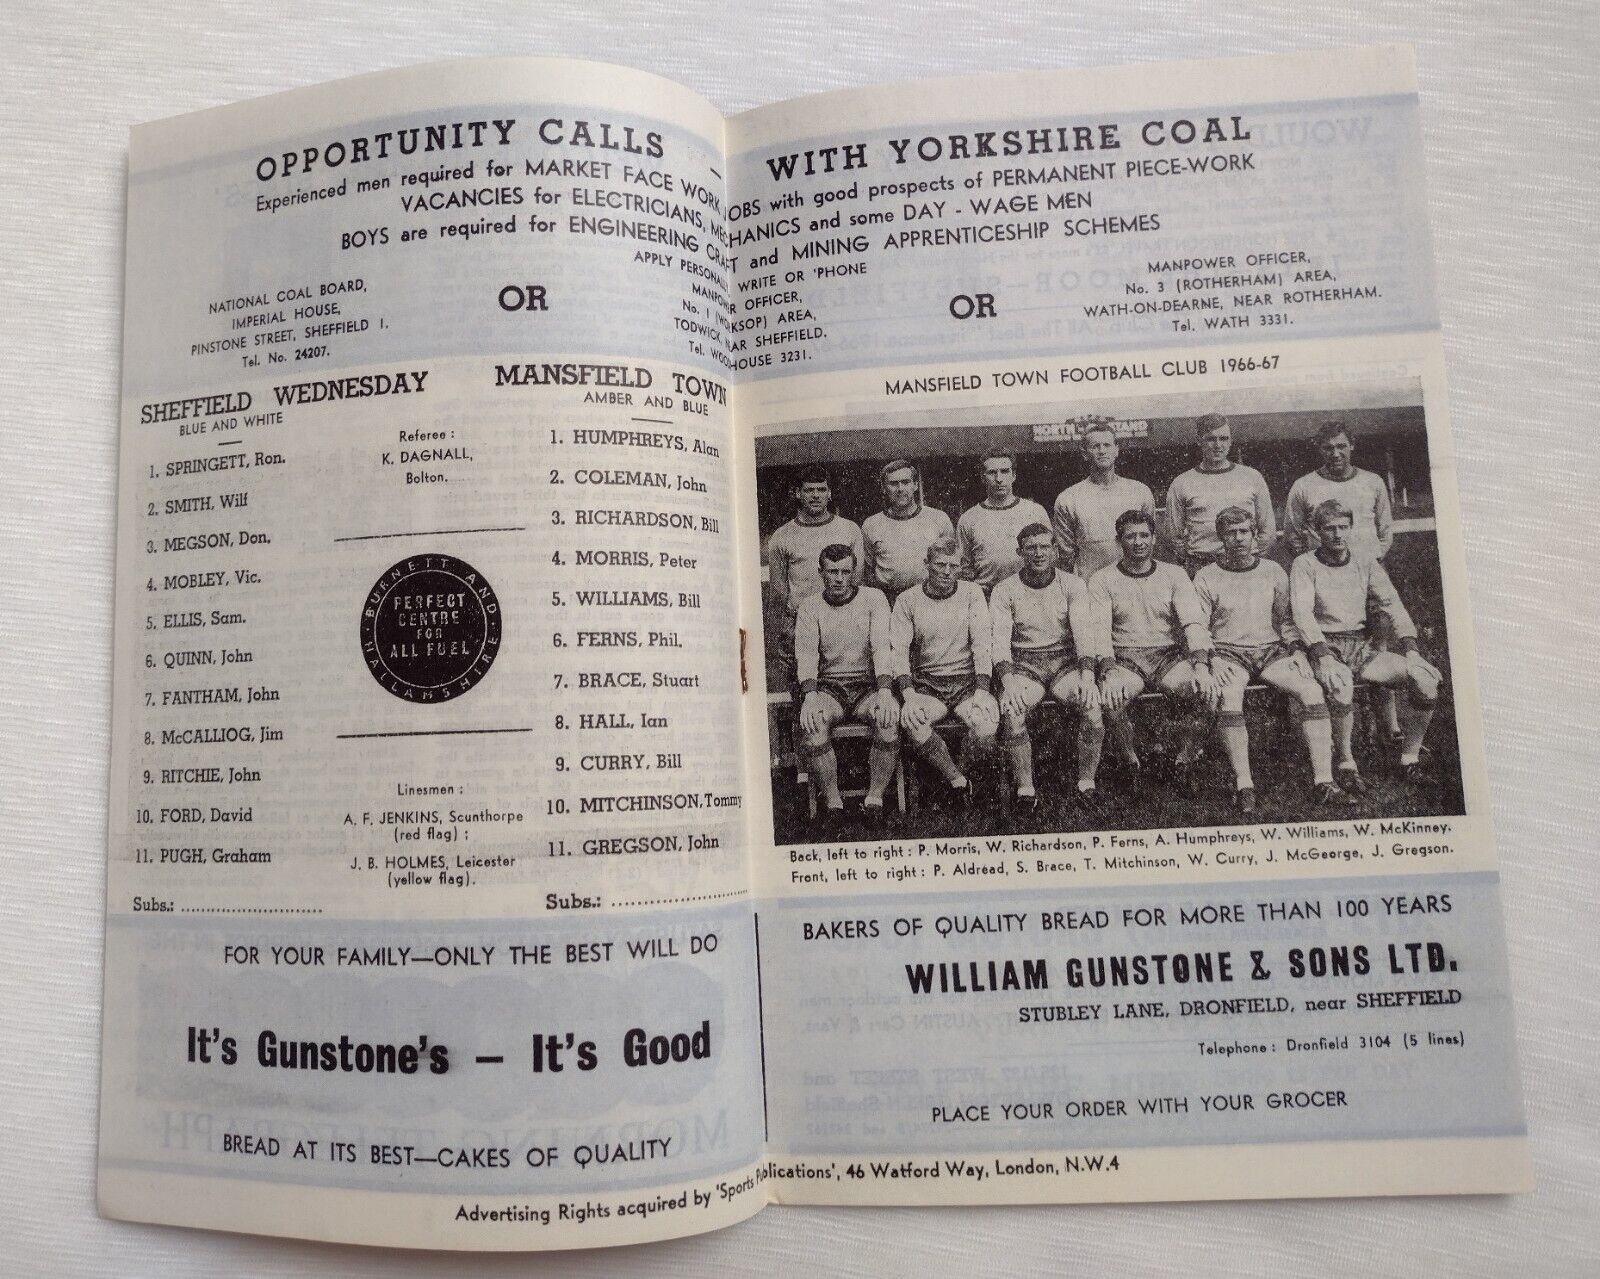 OPPORTUNITY CALLS — WITH YORKSHIRE COAL
Experienced men required for MARKET FACE WORK JOBS with good prospects of PERMANENT PIECE-WORK
VACANCIES for ELECTRICIANS, MECHANICS and some DAY - WAGE MEN
BOYS are required for ENGINEERING CRAFT and MINING APPRENTICESHIP SCHEMES
APPLY PERSONALLY, WRITE OR 'PHONE
NATIONAL COAL BOARD,
IMPERIAL HOUSE,
PINSTONE STREET, SHEFFIELD 1.
Tel. No. 24207.
OR
MANPOWER OFFICER,
No. 1 (WORKSOP) AREA,
TODWICK, NEAR SHEFFIELD.
Tel. WOODHOUSE 3231.
OR
MANPOWER OFFICER,
No. 3 (ROTHERHAM) AREA,
WATH-ON-DEARNE, NEAR ROTHERHAM.
Tel. WATH 3331.
SHEFFIELD WEDNESDAY
BLUE AND WHITE
1. SPRINGETT, Ron.
2. SMITH, Wilf
3. MEGSON, Don.
4. MOBLEY, Vic.
5. ELLIS, Sam.
6. QUINN, John
7. FANTHAM, John
8. McCALLIOG, Jim
9. RITCHIE, John
10. FORD, David
11. PUGH, Graham
Subs.: ..........................
Referee :
K. DAGNALL,
Bolton.
BURNETT AND HALLAMSHIRE
PERFECT
CENTRE
FOR
ALL FUEL
Linesmen :
A. F. JENKINS, Scunthorpe
(red flag) ;
J. B. HOLMES, Leicester
(yellow flag).
MANSFIELD TOWN
AMBER AND BLUE
1. HUMPHREYS, Alan
2. COLEMAN, John
3. RICHARDSON, Bill
4. MORRIS, Peter
5. WILLIAMS, Bill
6. FERNS, Phil.
7. BRACE, Stuart
8. HALL, Ian
9. CURRY, Bill
10. MITCHINSON, Tommy
11. GREGSON, John
Subs.: ..........................
FOR YOUR FAMILY—ONLY THE BEST WILL DO
It's Gunstone's — It's Good
BREAD AT ITS BEST—CAKES OF QUALITY
MANSFIELD TOWN FOOTBALL CLUB 1966-67
Back, left to right : P. Morris, W. Richardson, P. Ferns, A. Humphreys, W. Williams, W. McKinney.
Front, left to right : P. Aldread, S. Brace, T. Mitchinson, W. Curry, J. McGeorge, J. Gregson.
BAKERS OF QUALITY BREAD FOR MORE THAN 100 YEARS
WILLIAM GUNSTONE & SONS LTD.
STUBLEY LANE, DRONFIELD, near SHEFFIELD
Telephone : Dronfield 3104 (5 lines)
PLACE YOUR ORDER WITH YOUR GROCER
Advertising Rights acquired by 'Sports Publications', 46 Watford Way, London, N.W.4